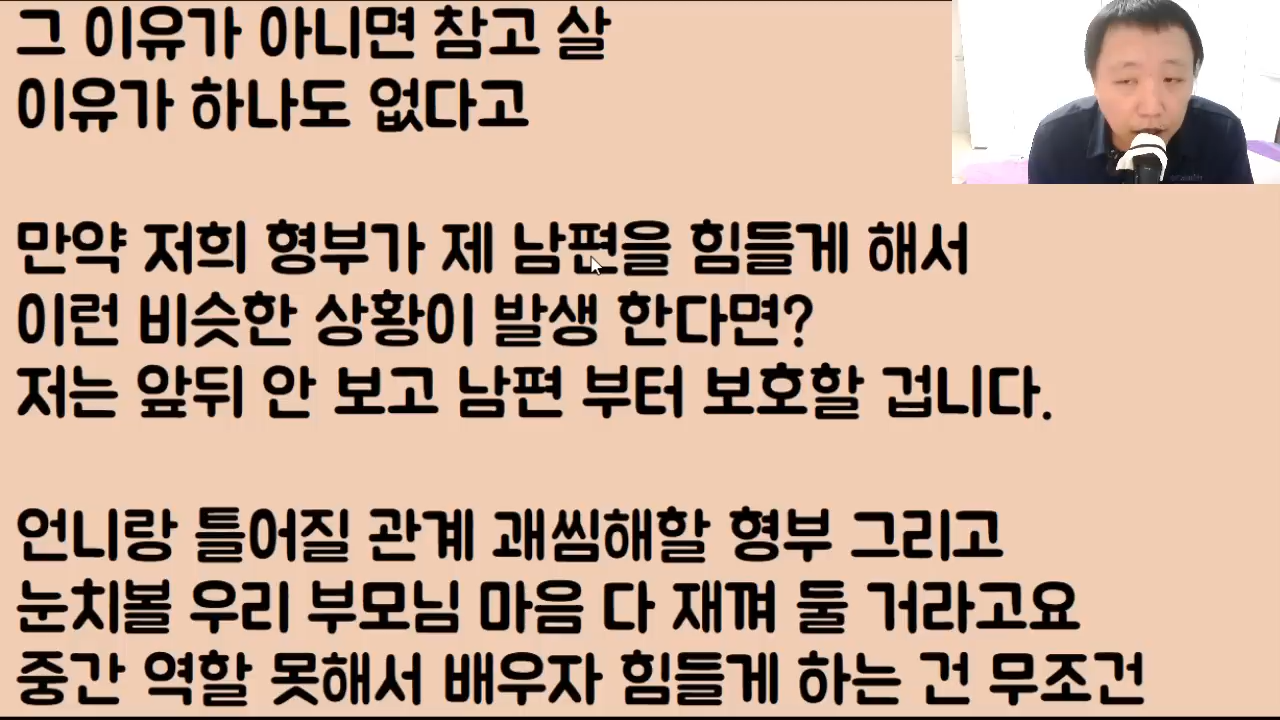 그 이유가 아니면 참고 살
이유가 하나도 없다고
만약 저희 형부가 제 남편을 힘들게 해서
이런 비슷한 상황이 발생 한다면?
저는 앞뒤 안 보고 남편 부터 보호할 겁니다.
언니랑 틀어질 관계 괘씸해할 형부 그리고
눈치볼 우리 부모님 마음 다 재껴 둘 거라고요
중간 역할 못해서 배우자 힘들게 하는 건 무조건